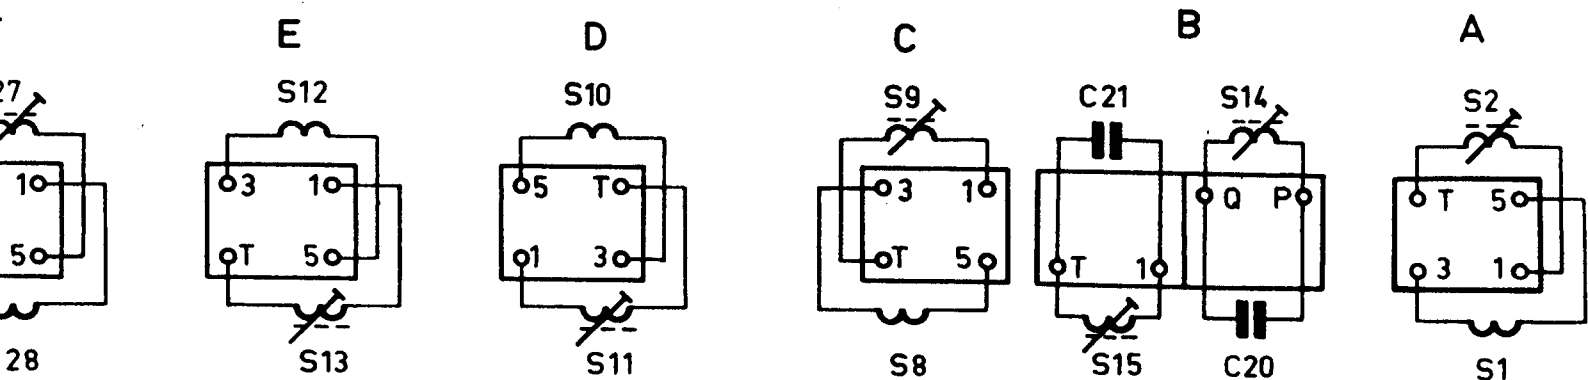 E D C B A
27 S12 S10 S9 C21 S14 S2
1 3 1 5 T 3 1 Q P T 5
5 T 5 1 3 T 5 T 1 3 1
28 S13 S11 S8 S15 C20 S1